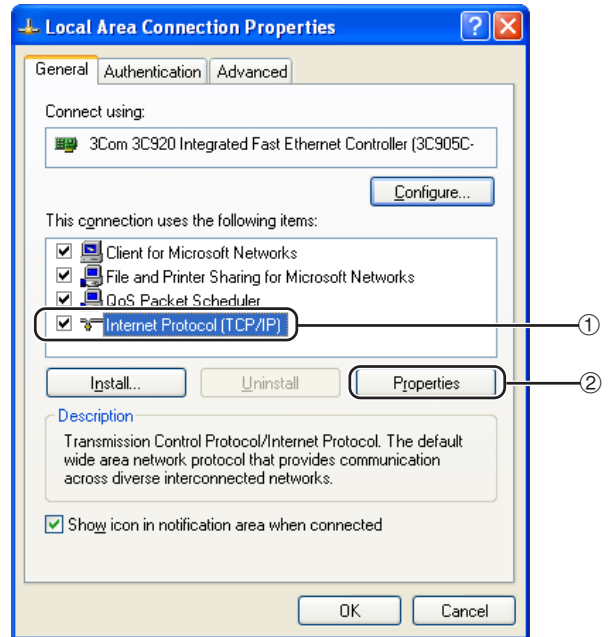 Local Area Connection Properties
General Authentication Advanced
Connect using:
3Com 3C920 Integrated Fast Ethernet Controller (3C905C-
Configure...
This connection uses the following items:
Client for Microsoft Networks
File and Printer Sharing for Microsoft Networks
QoS Packet Scheduler
Internet Protocol (TCP/IP) ①
Install... Uninstall Properties ②
Description
Transmission Control Protocol/Internet Protocol. The default
wide area network protocol that provides communication
across diverse interconnected networks.
Show icon in notification area when connected
OK Cancel